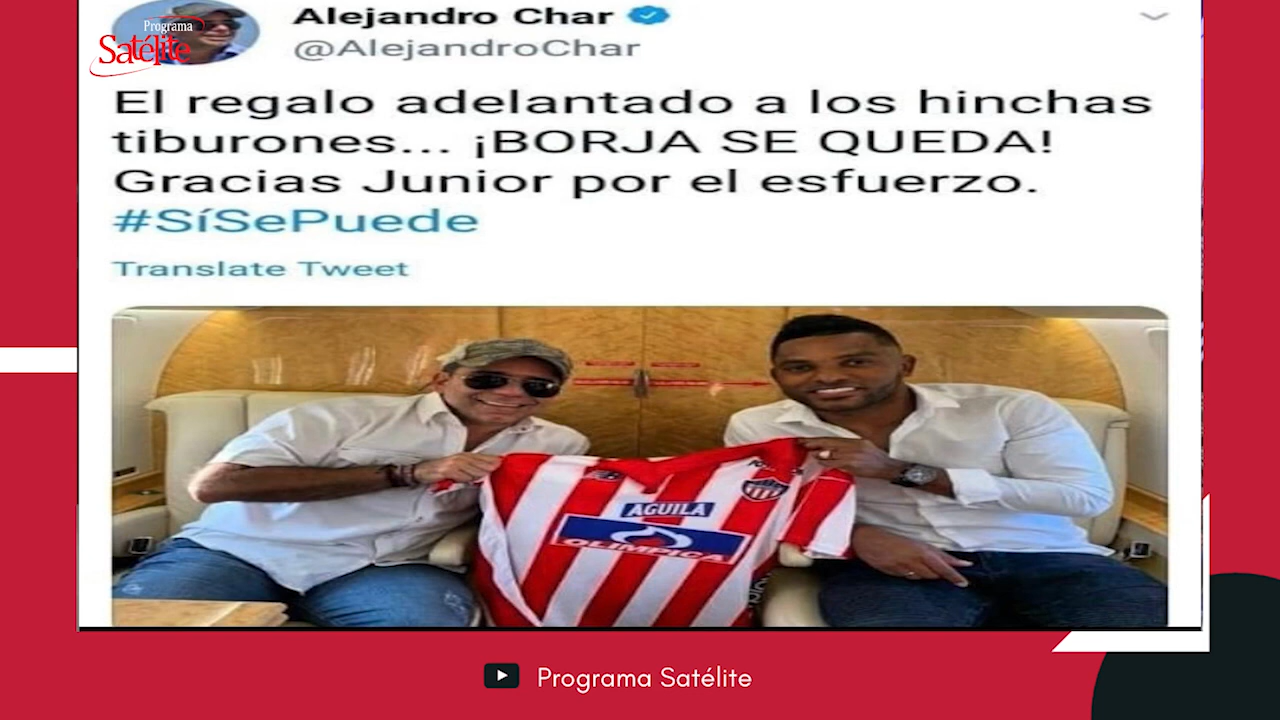 Programa
Satélite
Alejandro Char
@AlejandroChar
El regalo adelantado a los hinchas
tiburones... ¡BORJA SE QUEDA!
Gracias Junior por el esfuerzo.
#SíSePuede
Translate Tweet
AGUILA
OLIMPICA
Programa Satélite